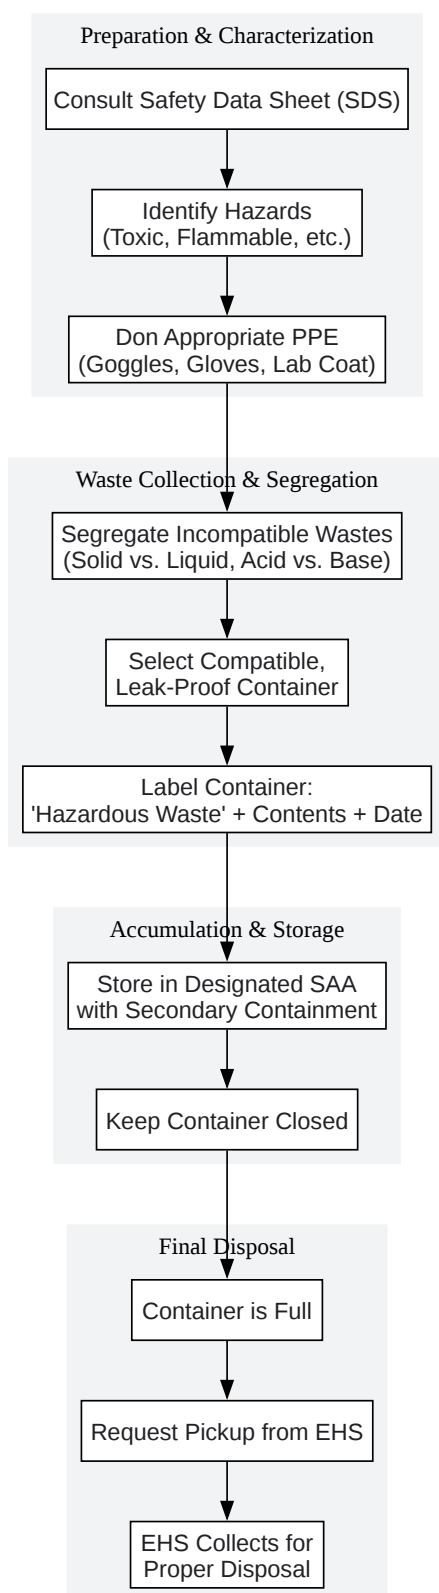 Preparation & Characterization
Consult Safety Data Sheet (SDS)
Identify Hazards
(Toxic, Flammable, etc.)
Don Appropriate PPE
(Goggles, Gloves, Lab Coat)
Waste Collection & Segregation
Segregate Incompatible Wastes
(Solid vs. Liquid, Acid vs. Base)
Select Compatible,
Leak-Proof Container
Label Container:
'Hazardous Waste' + Contents + Date
Accumulation & Storage
Store in Designated SAA
with Secondary Containment
Keep Container Closed
Final Disposal
Container is Full
Request Pickup from EHS
EHS Collects for
Proper Disposal